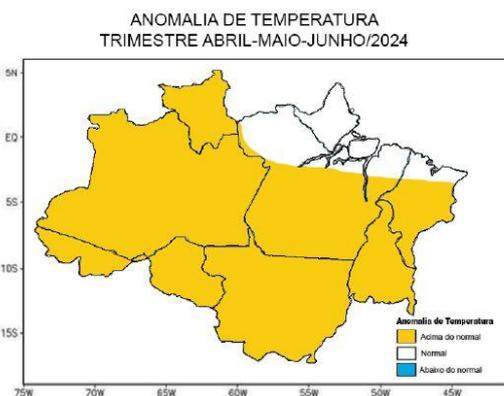 ANOMALIA DE TEMPERATURA
TRIMESTRE ABRIL-MAIO-JUNHO/2024
5N
EQ
5S
10S
15S
Anomalia de Temperatura
Acima do normal
Normal
Abaixo do normal
75W 70W 65W 60W 55W 50W 45W